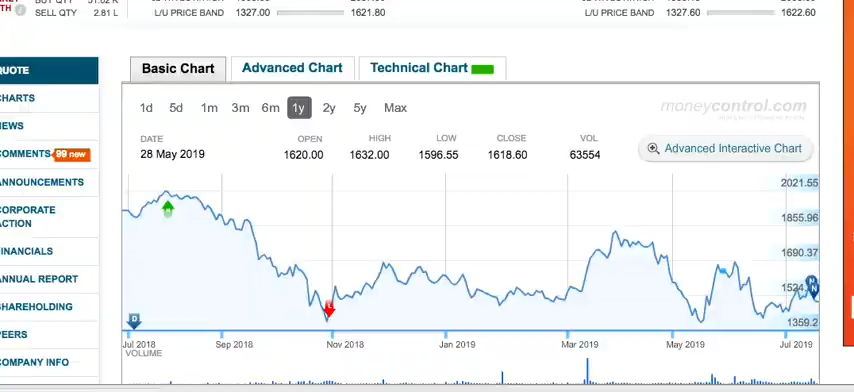 SELL QTY 2.81 L
L/U PRICE BAND 1327.00 1621.80
L/U PRICE BAND 1327.60 1622.60
QUOTE
CHARTS
NEWS
COMMENTS 99 new
ANNOUNCEMENTS
CORPORATE
ACTION
FINANCIALS
ANNUAL REPORT
SHAREHOLDING
PEERS
COMPANY INFO
Basic Chart
Advanced Chart
Technical Chart
1d 5d 1m 3m 6m 1y 2y 5y Max
moneycontrol.com
DATE OPEN HIGH LOW CLOSE VOL
28 May 2019 1620.00 1632.00 1596.55 1618.60 63554
Advanced Interactive Chart
2021.55
1855.96
1690.37
1359.2
D
L
N
N
Jul 2018 Sep 2018 Nov 2018 Jan 2019 Mar 2019 May 2019 Jul 2019
VOLUME